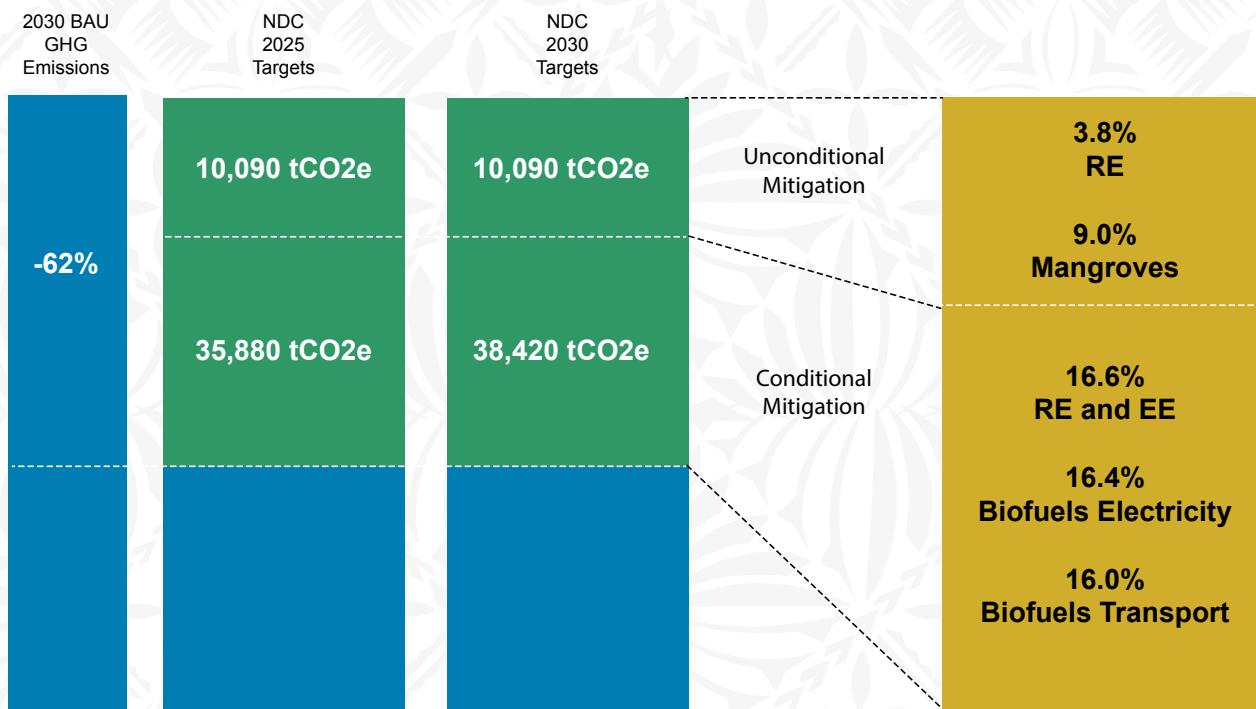 2030 BAU
GHG
Emissions
NDC
2025
Targets
NDC
2030
Targets
-62%
10,090 tCO2e
35,880 tCO2e
10,090 tCO2e
38,420 tCO2e
Unconditional
Mitigation
Conditional
Mitigation
3.8%
RE
9.0%
Mangroves
16.6%
RE and EE
16.4%
Biofuels Electricity
16.0%
Biofuels Transport